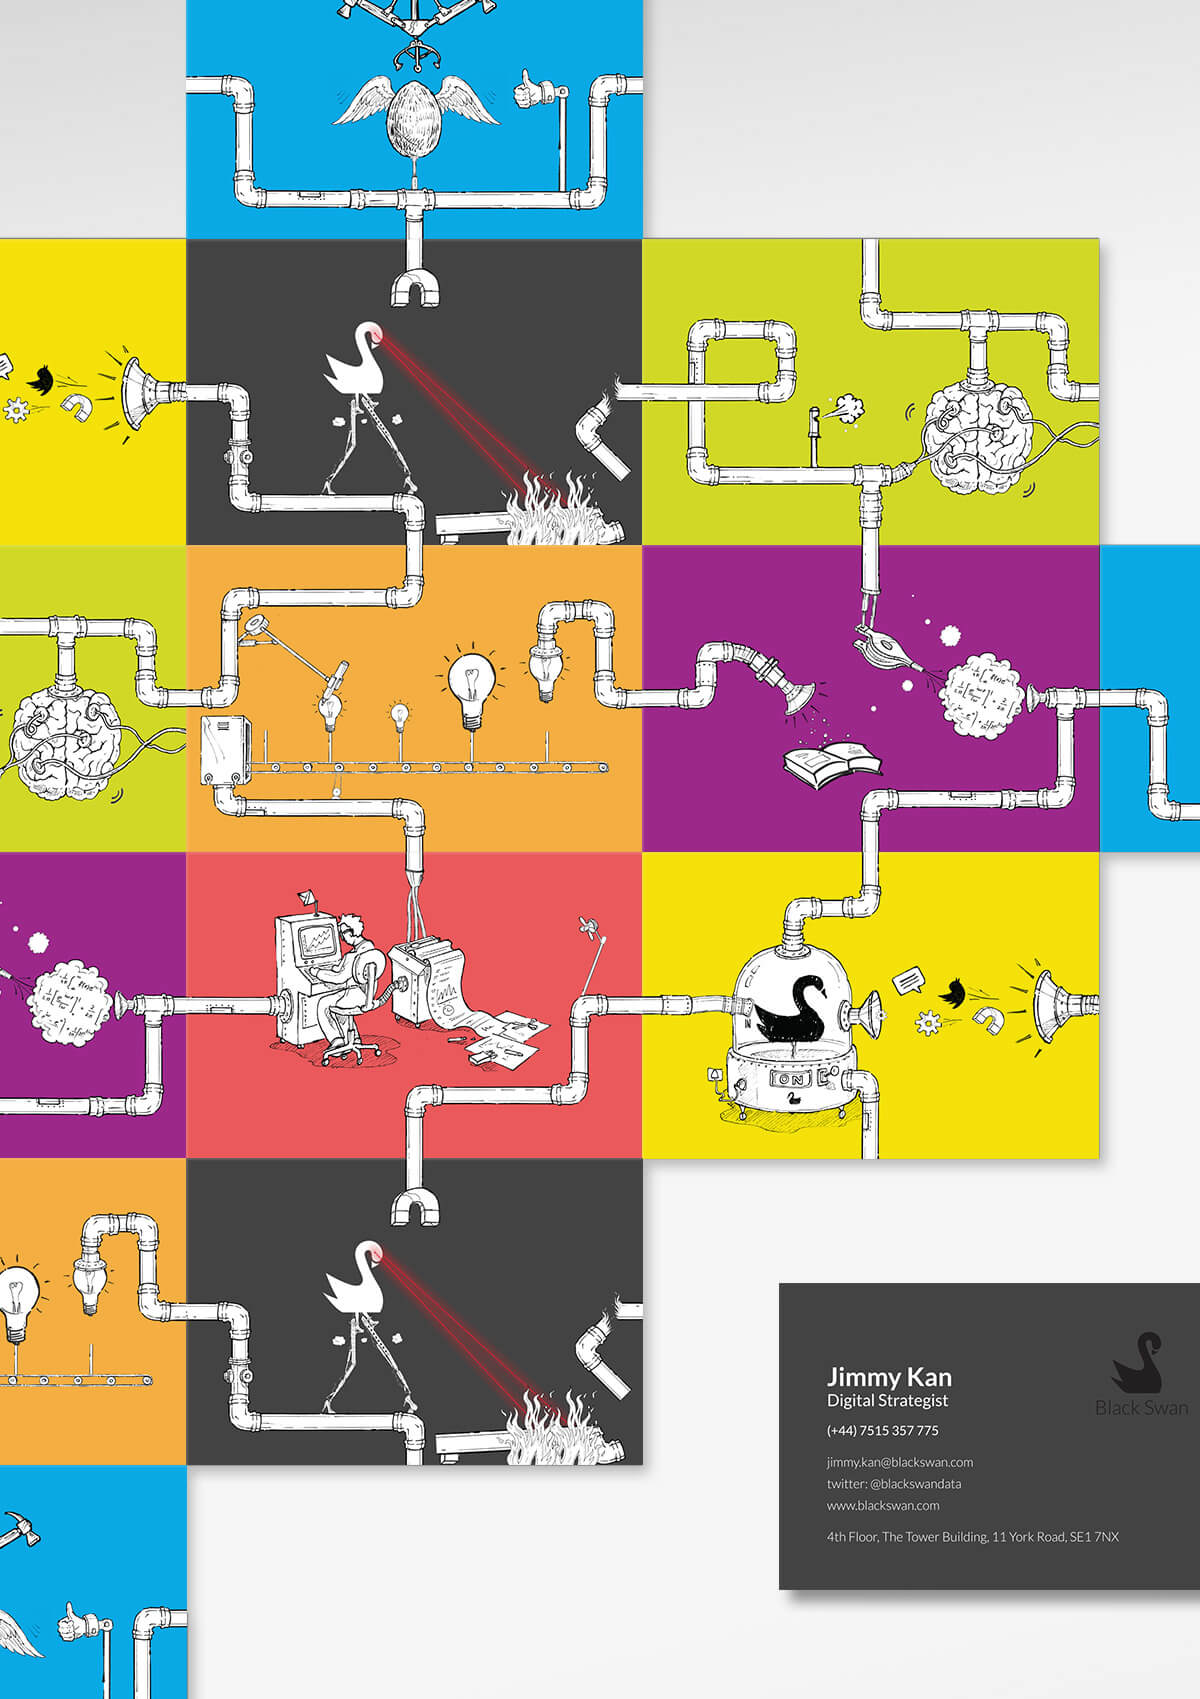 ON
Jimmy Kan
Digital Strategist
(+44) 7515 357 775
jimmy.kan@blackswan.com
twitter: @blackswandata
www.blackswan.com
4th Floor, The Tower Building, 11 York Road, SE1 7NX
Black Swan